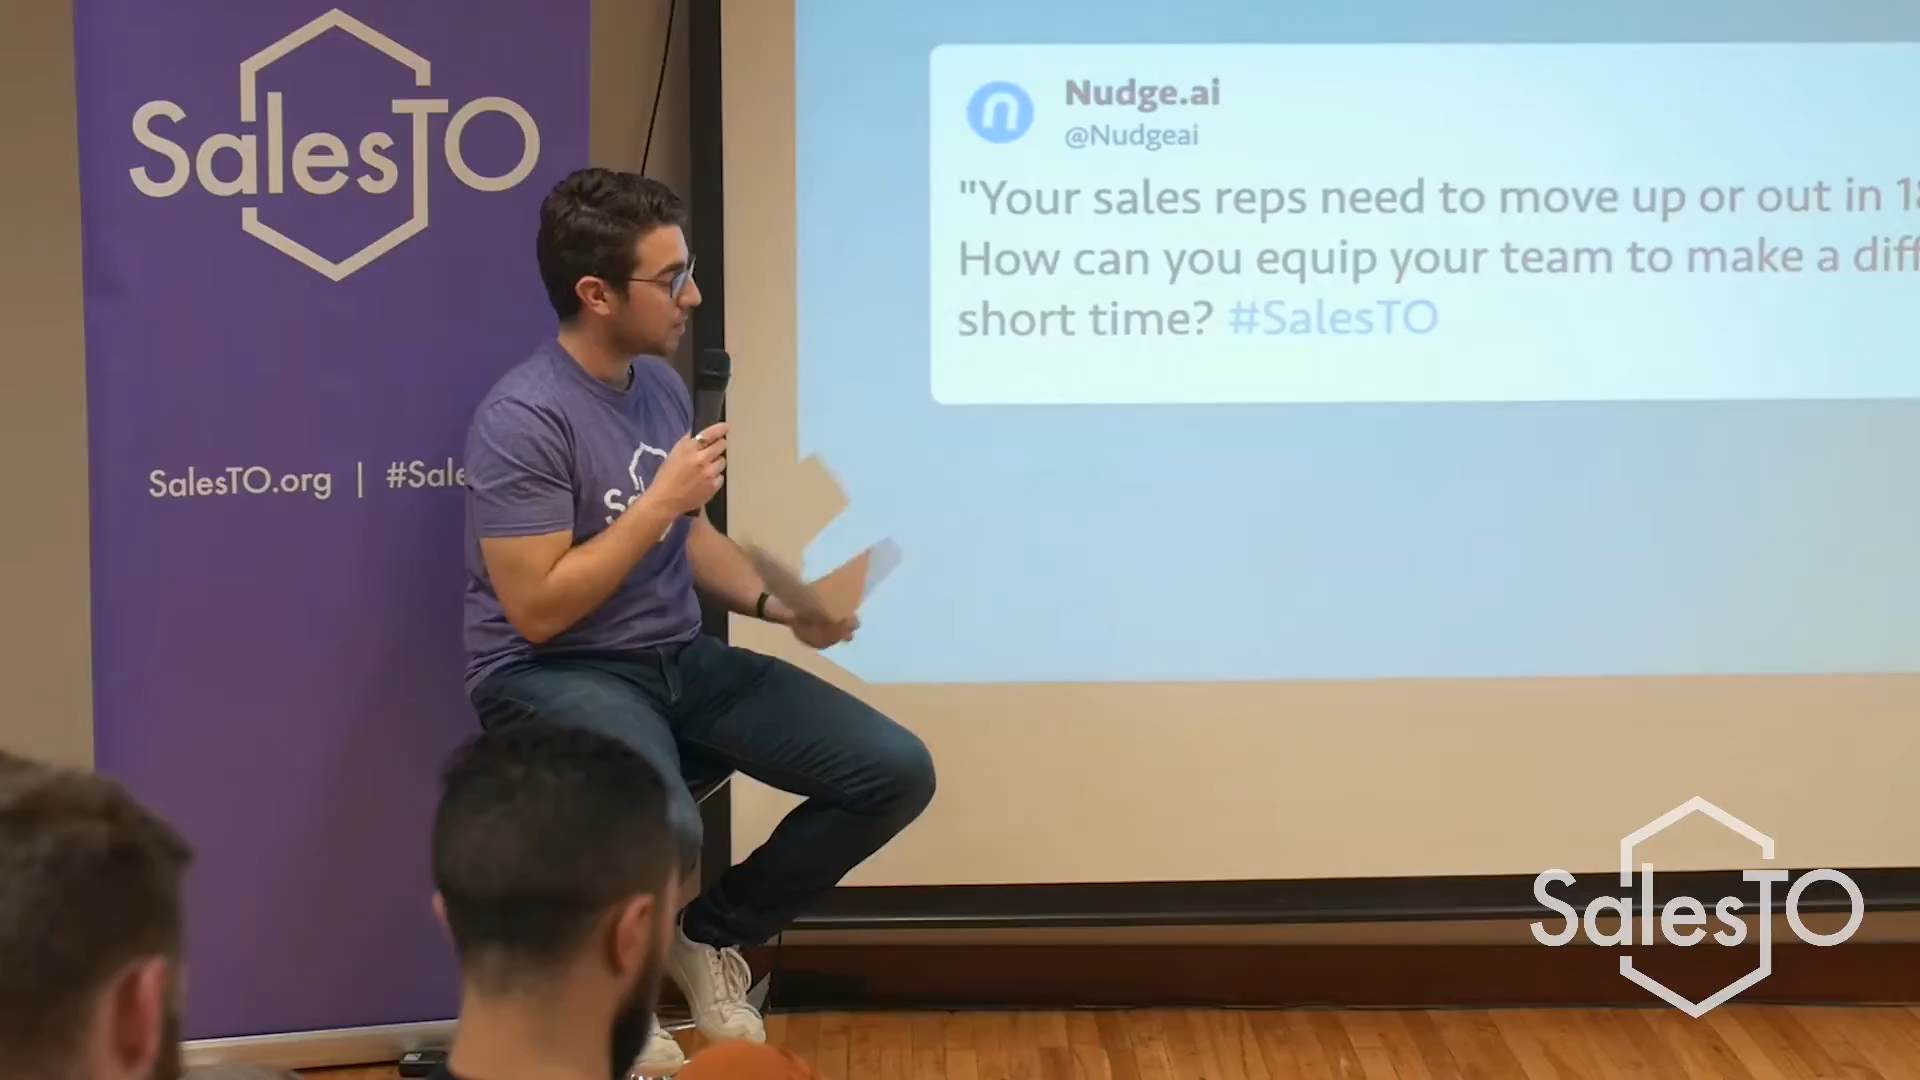 SalesTO
SalesTO.org | #Sale
Nudge.ai
@Nudgeai
"Your sales reps need to move up or out in
How can you equip your team to make a
short time? #SalesTO
SalesTO